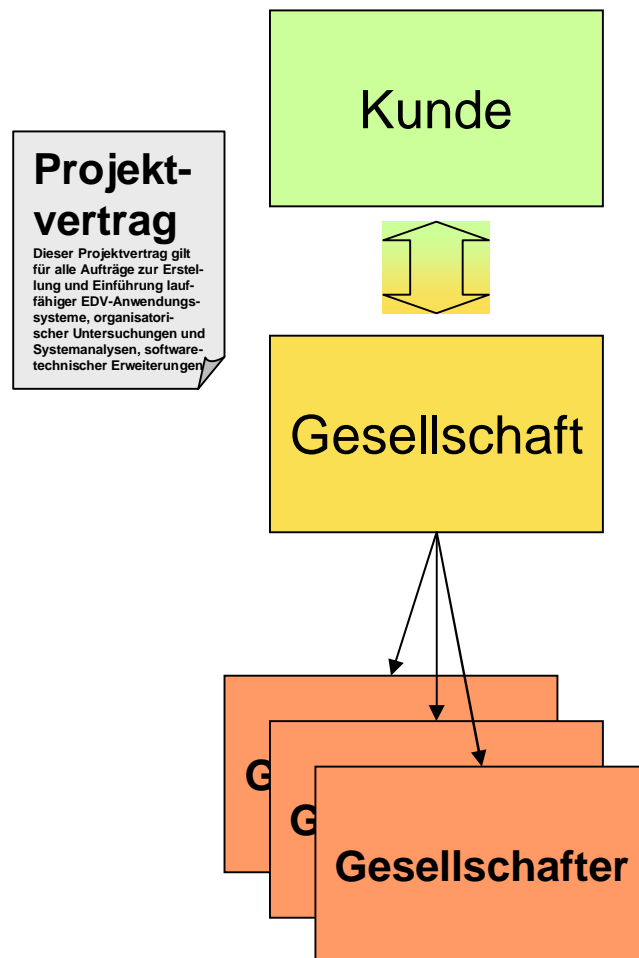 Kunde
Projekt-
vertrag
Dieser Projektvertrag gilt
für alle Aufträge zur Erstel-
lung und Einführung lauf-
fähiger EDV-Anwendungs-
systeme, organisatori-
scher Untersuchungen und
Systemanalysen, software-
technischer Erweiterungen
Gesellschaft
G
G
Gesellschafter